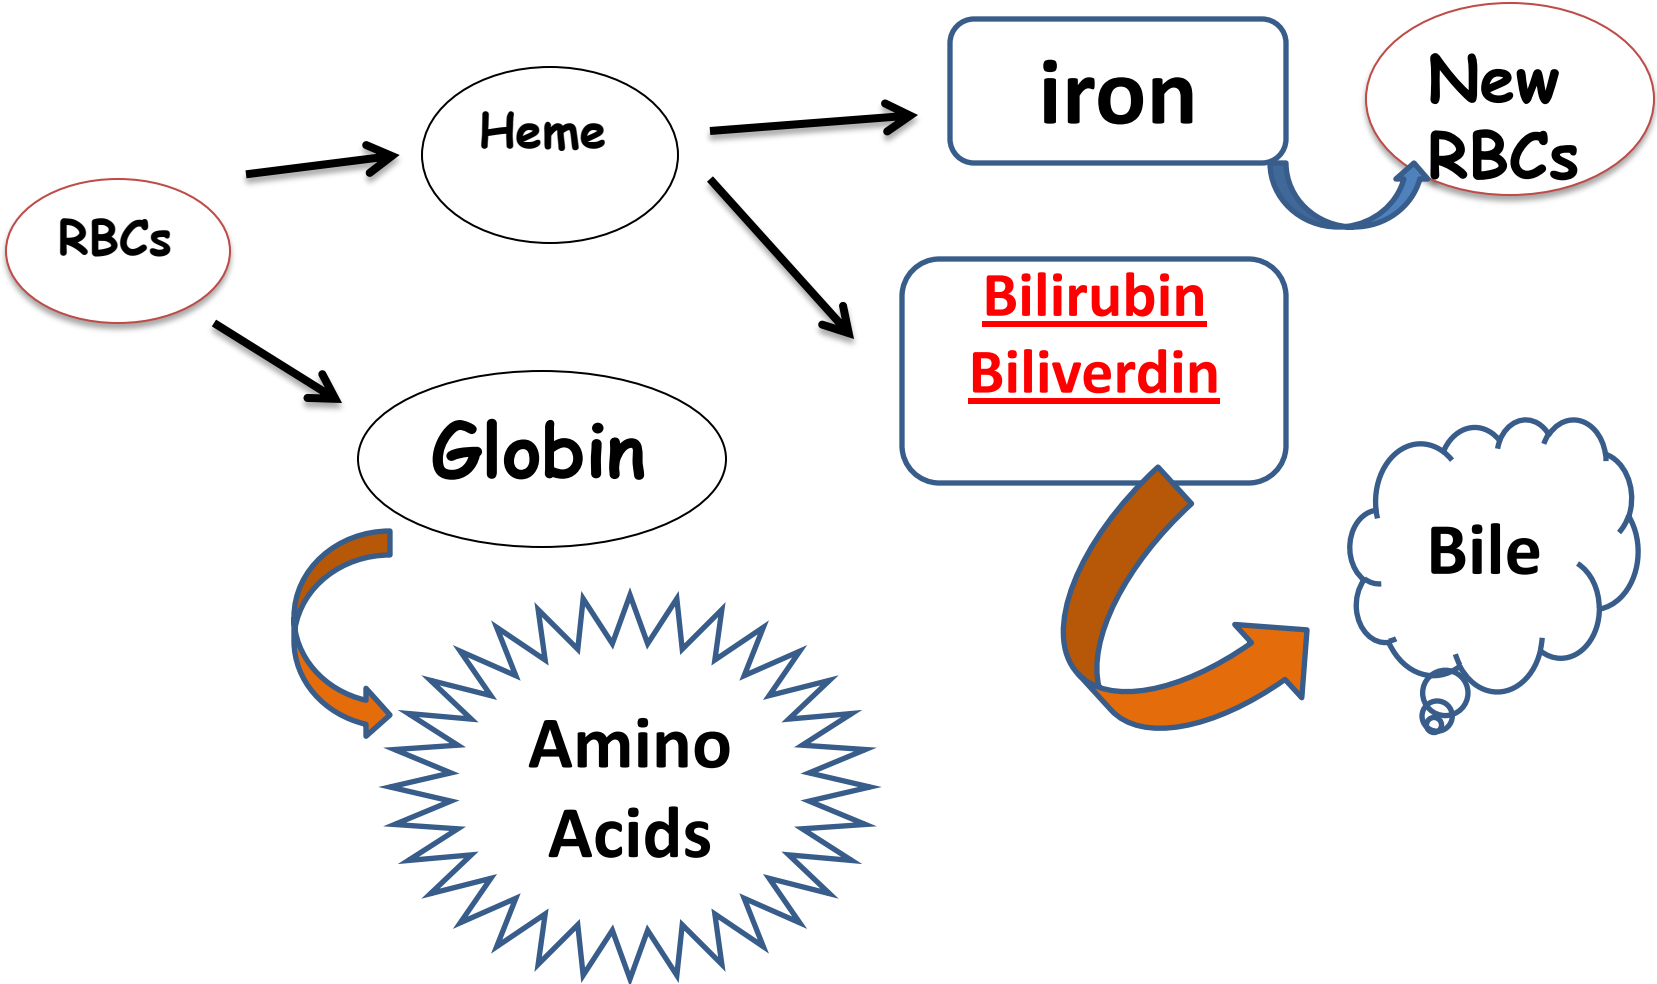 iron
New
RBCs
Heme
RBCs
Bilirubin
Biliverdin
Globin
Bile
Amino
Acids